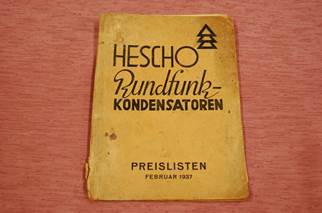 HESCHO
Rundfunk-
KONDENSATOREN
PREISLISTEN
FEBRUAR 1937